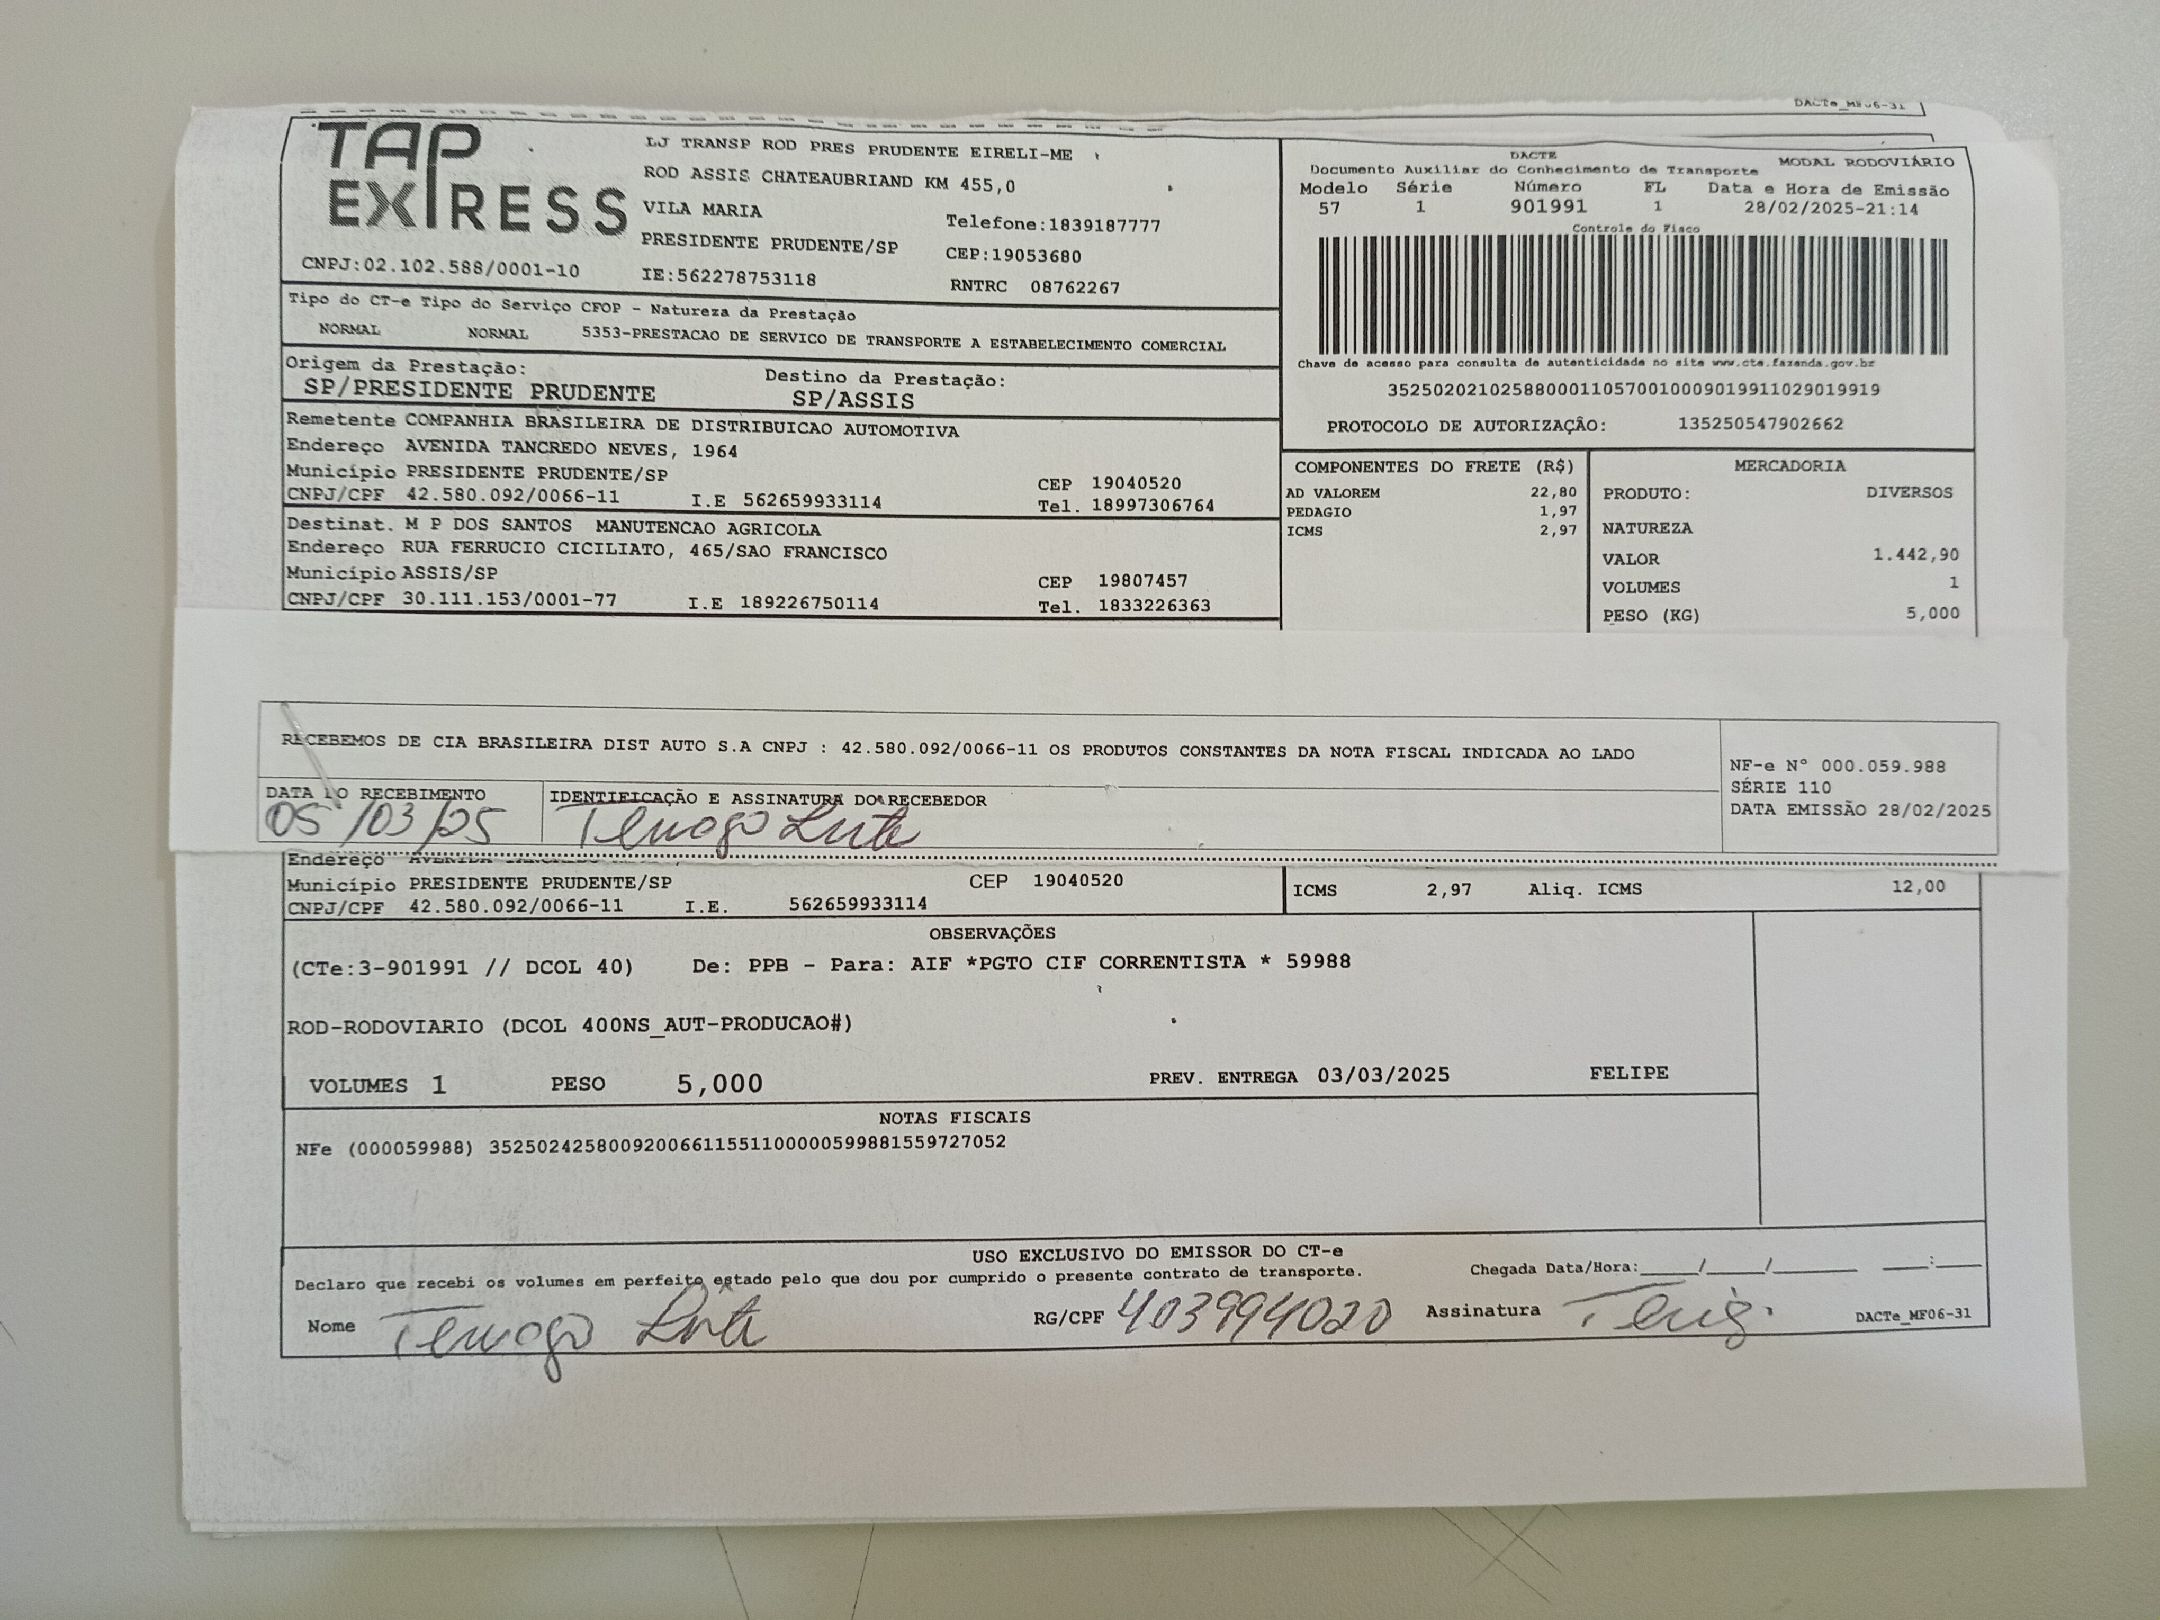 DACTe_MF06-31
TAP
EXPRESS
LJ TRANSP ROD PRES PRUDENTE EIRELI-ME
ROD ASSIS CHATEAUBRIAND KM 455,0
VILA MARIA
Telefone:1839187777
PRESIDENTE PRUDENTE/SP
CEP:19053680
CNPJ:02.102.588/0001-10
IE:562278753118
RNTRC 08762267
DACTE
MODAL RODOVIÁRIO
Documento Auxiliar do Conhecimento de Transporte
Modelo Série Número FL Data e Hora de Emissão
57 1 901991 1 28/02/2025-21:14
Controle do Fisco
Chave de acesso para consulta de autenticidade no site www.cte.fazenda.gov.br
35250202102588000110570010009019911029019919
PROTOCOLO DE AUTORIZAÇÂO: 135250547902662
Tipo do CT-e Tipo do Serviço CFOP - Natureza da Prestação
NORMAL NORMAL 5353-PRESTACAO DE SERVICO DE TRANSPORTE A ESTABELECIMENTO COMERCIAL
Origem da Prestação: Destino da Prestação:
SP/PRESIDENTE PRUDENTE SP/ASSIS
Remetente COMPANHIA BRASILEIRA DE DISTRIBUICAO AUTOMOTIVA
Endereço AVENIDA TANCREDO NEVES, 1964
Município PRESIDENTE PRUDENTE/SP CEP 19040520
CNPJ/CPF 42.580.092/0066-11 I.E 562659933114 Tel. 18997306764
Destinat. M P DOS SANTOS MANUTENCAO AGRICOLA
Endereço RUA FERRUCIO CICILIATO, 465/SAO FRANCISCO
Município ASSIS/SP CEP 19807457
CNPJ/CPF 30.111.153/0001-77 I.E 189226750114 Tel. 1833226363
COMPONENTES DO FRETE (R$)
AD VALOREM 22,80
PEDAGIO 1,97
ICMS 2,97
MERCADORIA
PRODUTO: DIVERSOS
NATUREZA
VALOR 1.442,90
VOLUMES 1
PESO (KG) 5,000
RECEBEMOS DE CIA BRASILEIRA DIST AUTO S.A CNPJ : 42.580.092/0066-11 OS PRODUTOS CONSTANTES DA NOTA FISCAL INDICADA AO LADO
NF-e N° 000.059.988
SÉRIE 110
DATA EMISSÃO 28/02/2025
DATA DO RECEBIMENTO
05/03/25
IDENTIFICAÇÃO E ASSINATURA DO RECEBEDOR
Endereço AVENIDA
Município PRESIDENTE PRUDENTE/SP CEP 19040520
CNPJ/CPF 42.580.092/0066-11 I.E. 562659933114
ICMS 2,97 Aliq. ICMS 12,00
OBSERVAÇÕES
(CTe:3-901991 // DCOL 40) De: PPB - Para: AIF *PGTO CIF CORRENTISTA * 59988
ROD-RODOVIARIO (DCOL 400NS_AUT-PRODUCAO#)
VOLUMES 1 PESO 5,000 PREV. ENTREGA 03/03/2025 FELIPE
NOTAS FISCAIS
NFe (000059988) 35250242580092006611551100000599881559727052
USO EXCLUSIVO DO EMISSOR DO CT-e
Declaro que recebi os volumes em perfeito estado pelo que dou por cumprido o presente contrato de transporte.
Chegada Data/Hora:_____/_____/_______ ___:___
Nome
RG/CPF 403994020
Assinatura
DACTe_MF06-31